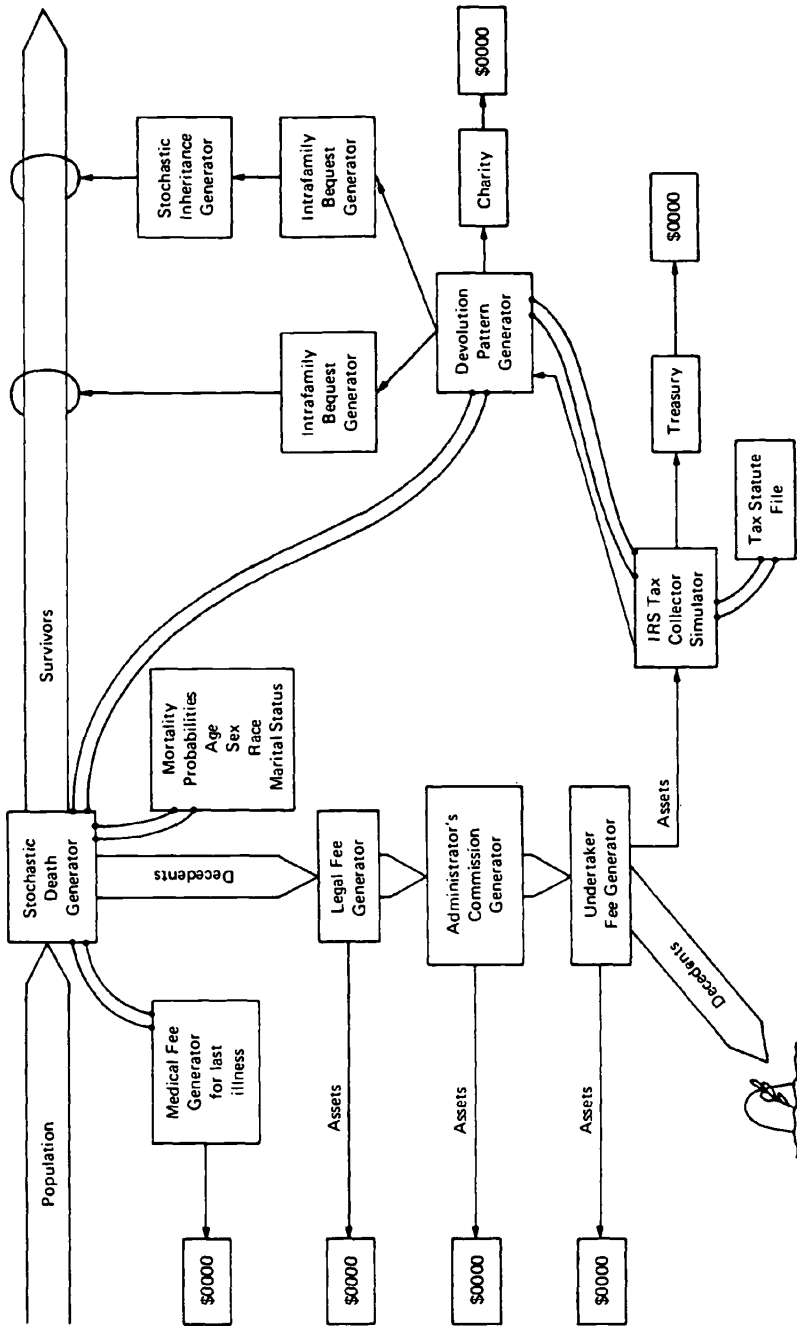 Population
Stochastic
Death
Generator
Survivors
Medical Fee
Generator
for last
illness
$0000
Mortality
Probabilities
Age
Sex
Race
Marital Status
Decedents
Legal Fee
Generator
Assets
$0000
Administrator's
Commission
Generator
Assets
$0000
Undertaker
Fee Generator
Assets
$0000
Decedents
Assets
IRS Tax
Collector
Simulator
Tax Statute
File
Treasury
$0000
Devolution
Pattern
Generator
Charity
$0000
Intrafamily
Bequest
Generator
Intrafamily
Bequest
Generator
Stochastic
Inheritance
Generator